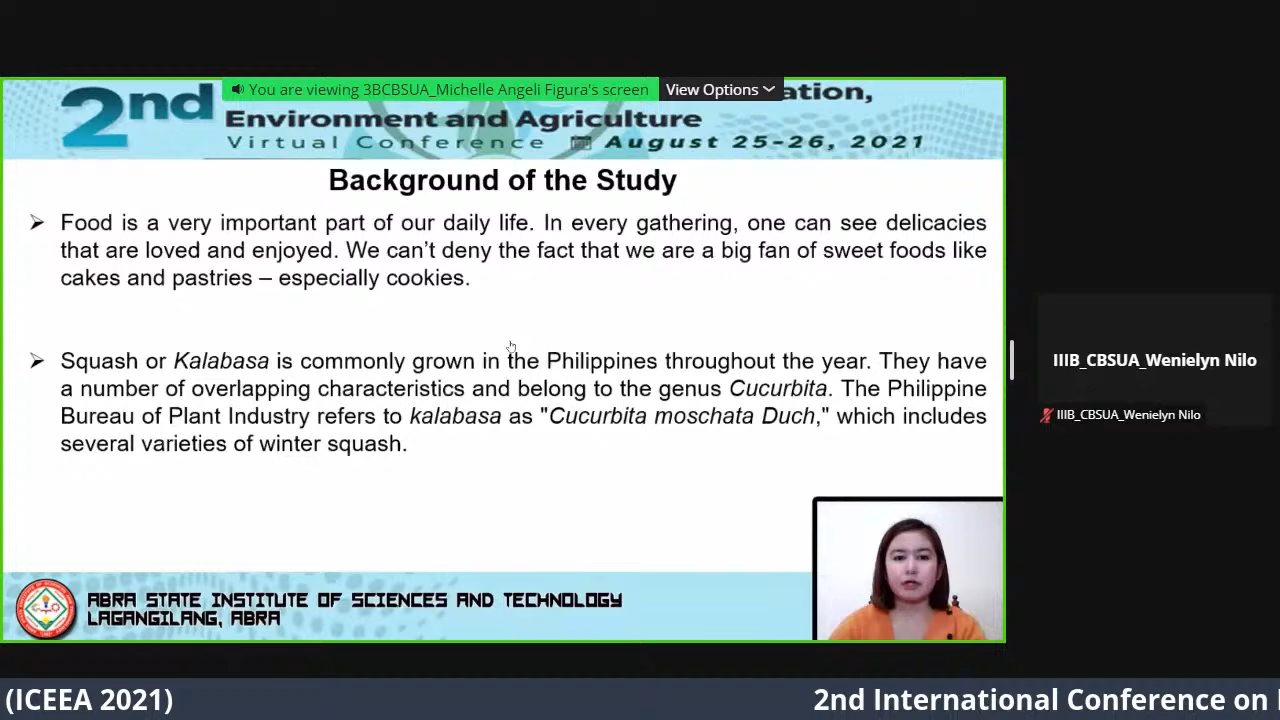 You are viewing 3BCBSUA_Michelle Angeli Figura's screen
View Options
2nd
ation,
Environment and Agriculture
Virtual Conference August 25-26, 2021
Background of the Study
Food is a very important part of our daily life. In every gathering, one can see delicacies
that are loved and enjoyed. We can’t deny the fact that we are a big fan of sweet foods like
cakes and pastries – especially cookies.
Squash or Kalabasa is commonly grown in the Philippines throughout the year. They have
a number of overlapping characteristics and belong to the genus Cucurbita. The Philippine
Bureau of Plant Industry refers to kalabasa as "Cucurbita moschata Duch," which includes
several varieties of winter squash.
IIIB_CBSUA_Wenielyn Nilo
IIIB_CBSUA_Wenielyn Nilo
ABRA STATE INSTITUTE OF SCIENCES AND TECHNOLOGY
LAGANGILANG, ABRA
(ICEEA 2021)
2nd International Conference on